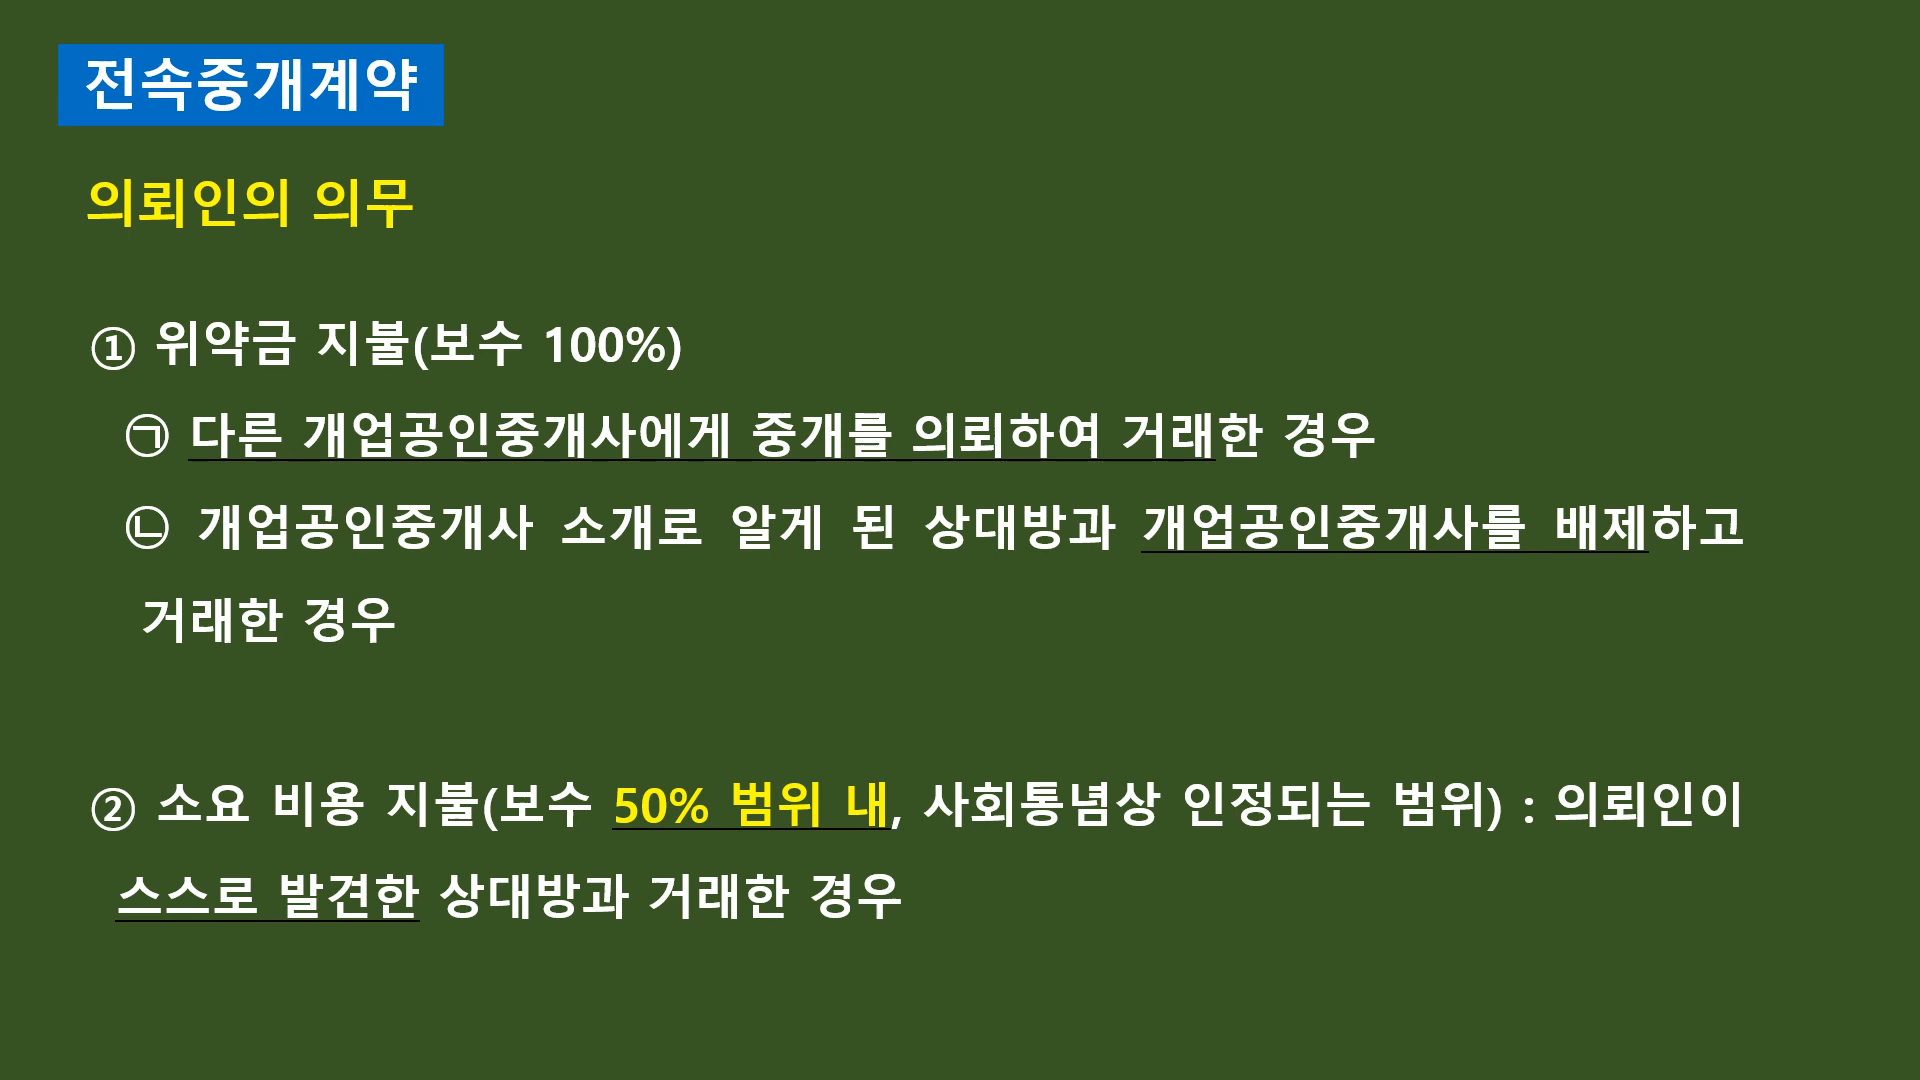 전속중개계약
의뢰인의 의무
① 위약금 지불(보수 100%)
㉠ 다른 개업공인중개사에게 중개를 의뢰하여 거래한 경우
㉡ 개업공인중개사 소개로 알게 된 상대방과 개업공인중개사를 배제하고
거래한 경우
② 소요 비용 지불(보수 50% 범위 내, 사회통념상 인정되는 범위) : 의뢰인이
스스로 발견한 상대방과 거래한 경우